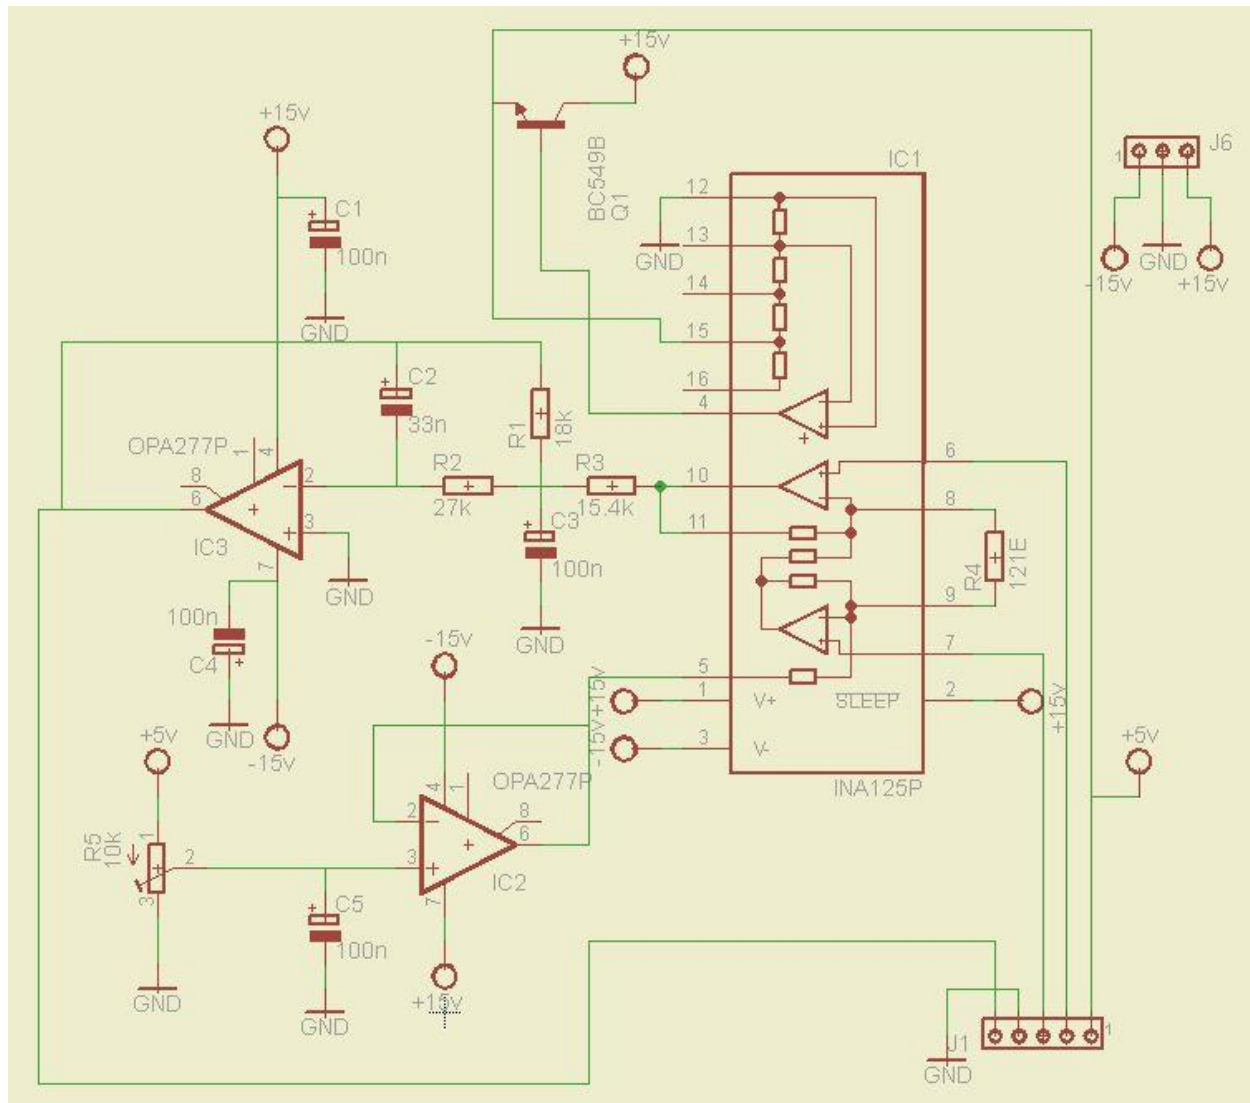 +15v
+15v
BC549B
Q1
IC1
J6
1
-15v
GND
+15v
C1
+
100n
GND
12
GND
13
14
15
16
4
C2
+
33n
R1
18k
OPA277P
1
4
8
6
2
3
IC3
7
GND
R2
27k
R3
15.4k
10
11
C3
+
100n
GND
6
8
R4
121E
9
7
100n
C4
+
GND
-15v
-15v
5
+15v
1
V+
SLEEP
2
+15v
-15v
3
V-
INA125P
+5v
+5v
R5
10k
1
2
3
GND
C5
+
100n
GND
OPA277P
4
1
2
3
8
6
IC2
7
+15v
J1
1
GND